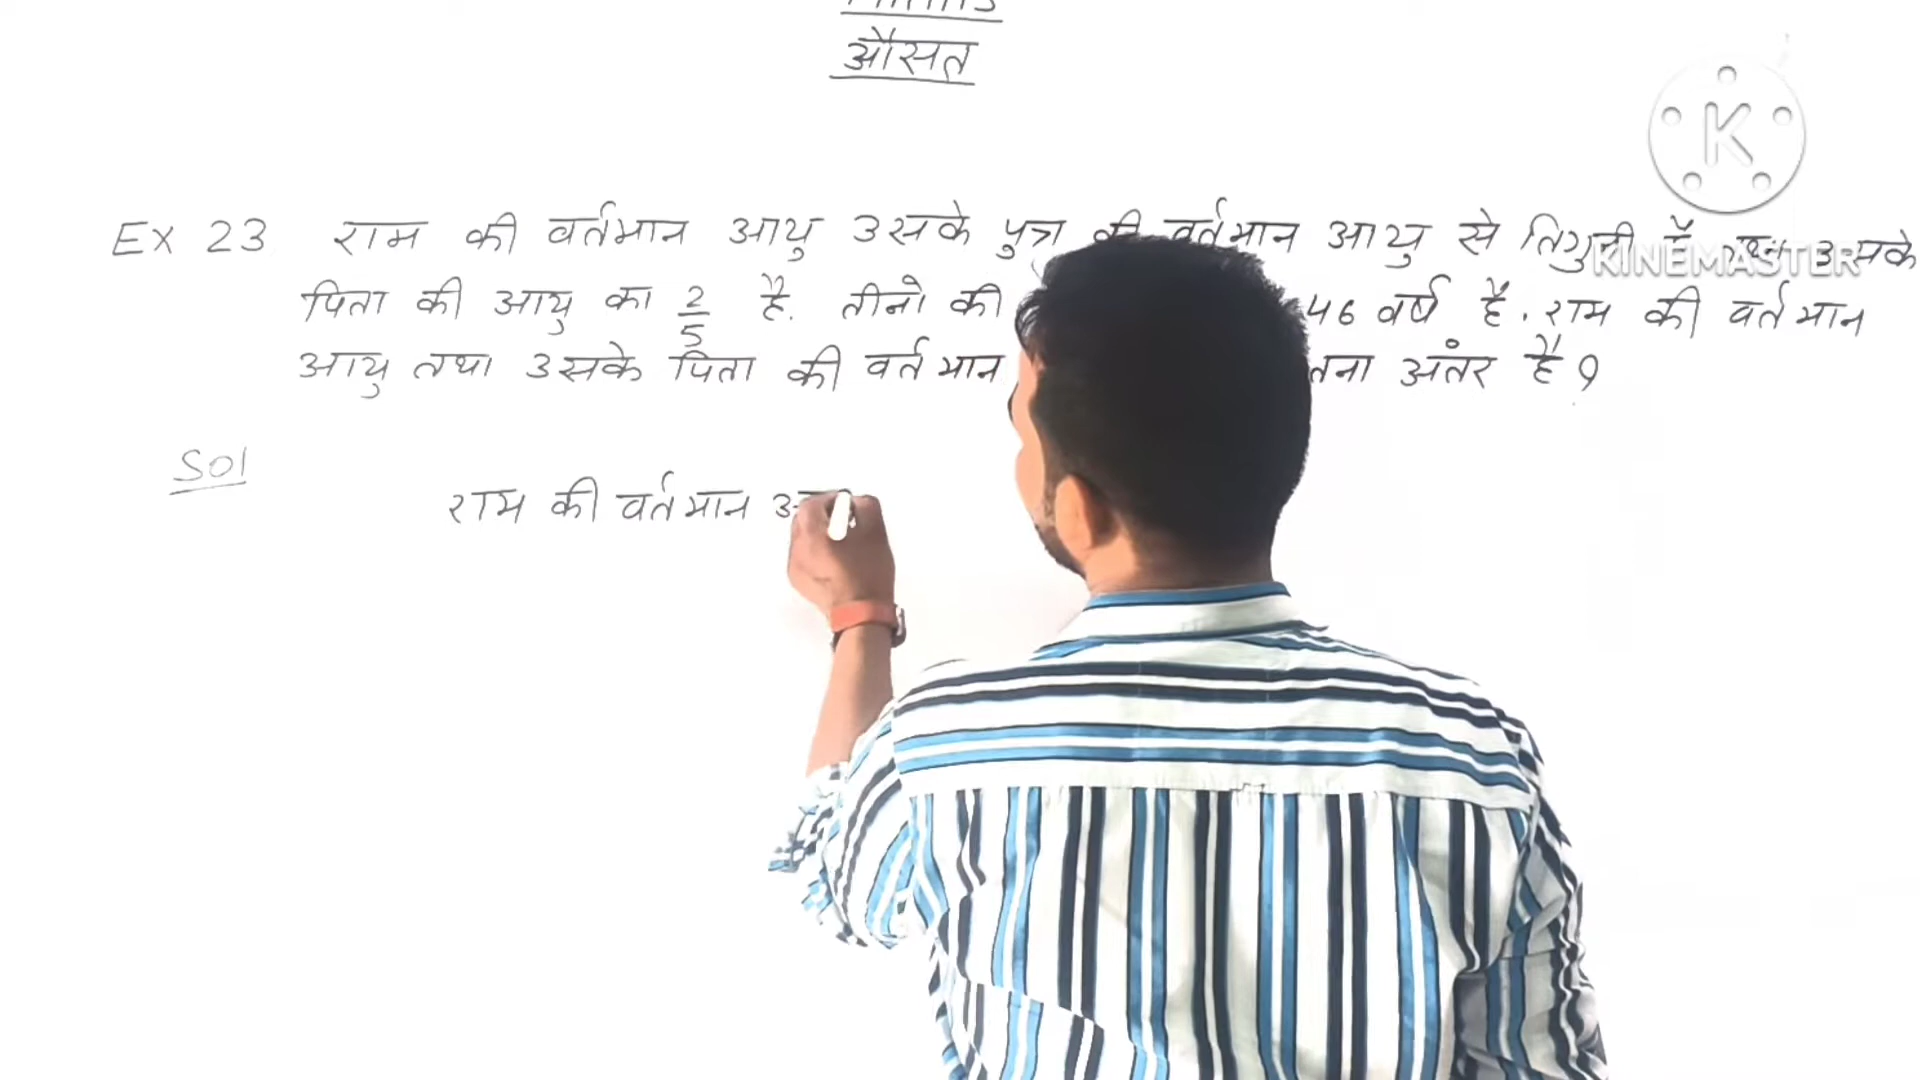 औसत
Ex 23 राम की वर्तमान आयु उसके पुत्र की वर्तमान आयु से तिगुनी है तथा उसके
पिता की आयु का 2/5 है. तीनो की 46 वर्ष है. राम की वर्तमान
आयु तथा उसके पिता की वर्तमान अंतर है ?
Sol
राम की वर्तमान
K
KINEMASTER